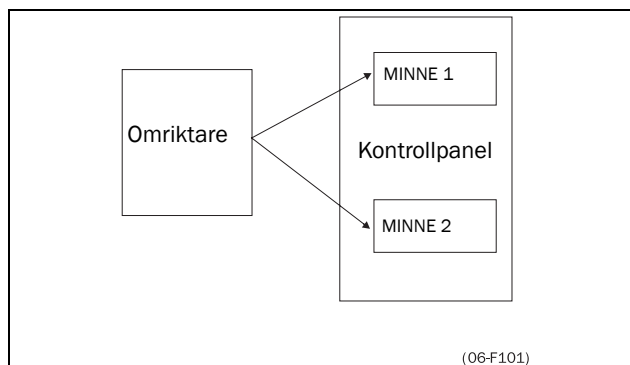 MINNE 1
Omriktare
Kontrollpanel
MINNE 2
(06-F101)